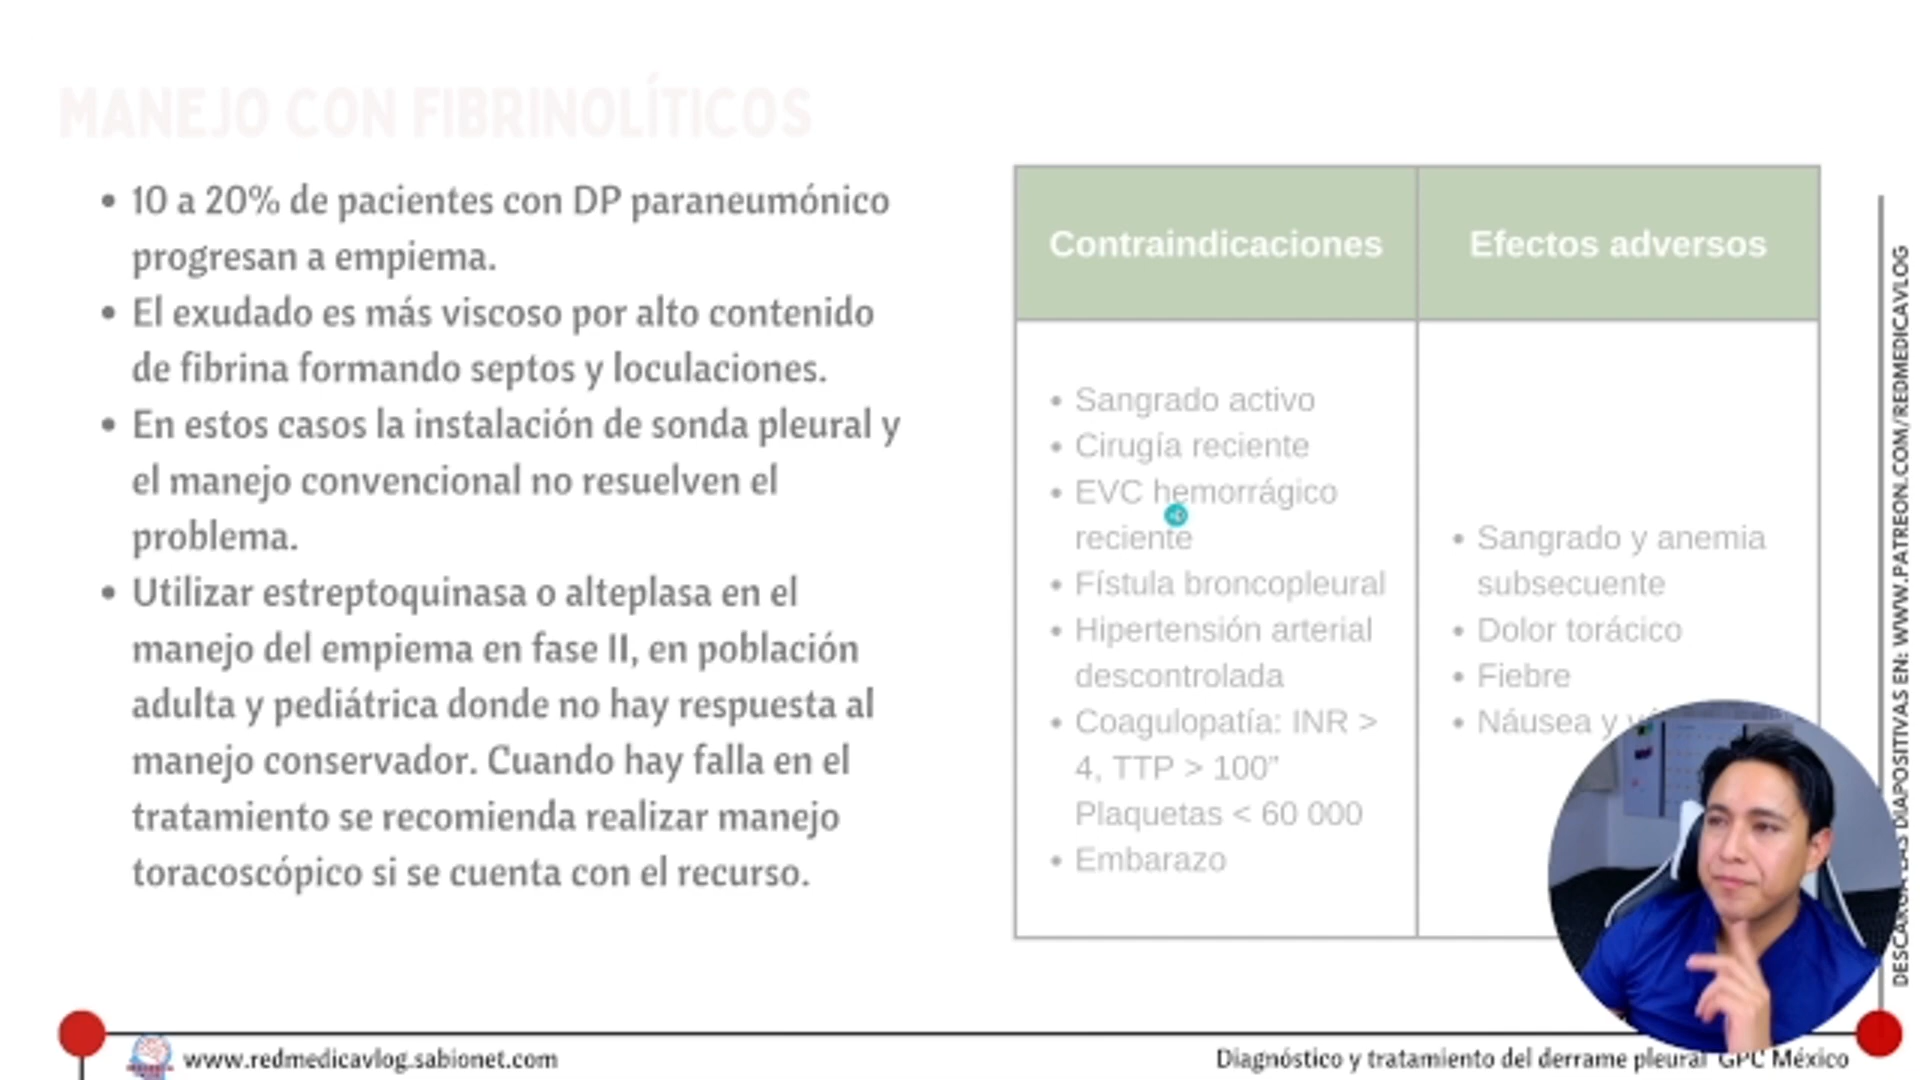 MANEJO CON FIBRINOLÍTICOS
• 10 a 20% de pacientes con DP paraneumónico
progresan a empiema.
• El exudado es más viscoso por alto contenido
de fibrina formando septos y loculaciones.
• En estos casos la instalación de sonda pleural y
el manejo convencional no resuelven el
problema.
• Utilizar estreptoquinasa o alteplasa en el
manejo del empiema en fase II, en población
adulta y pediátrica donde no hay respuesta al
manejo conservador. Cuando hay falla en el
tratamiento se recomienda realizar manejo
toracoscópico si se cuenta con el recurso.
Contraindicaciones
• Sangrado activo
• Cirugía reciente
• EVC hemorrágico
reciente
• Fístula broncopleural
• Hipertensión arterial
descontrolada
• Coagulopatía: INR >
4, TTP > 100”
Plaquetas < 60 000
• Embarazo
Efectos adversos
• Sangrado y anemia
subsecuente
• Dolor torácico
• Fiebre
• Náusea y
DESCARGA LAS DIAPOSITIVAS EN: WWW.PATREON.COM/REDMEDICAVLOG
www.redmedicavlog.sabionet.com
Diagnóstico y tratamiento del derrame pleural GPC México